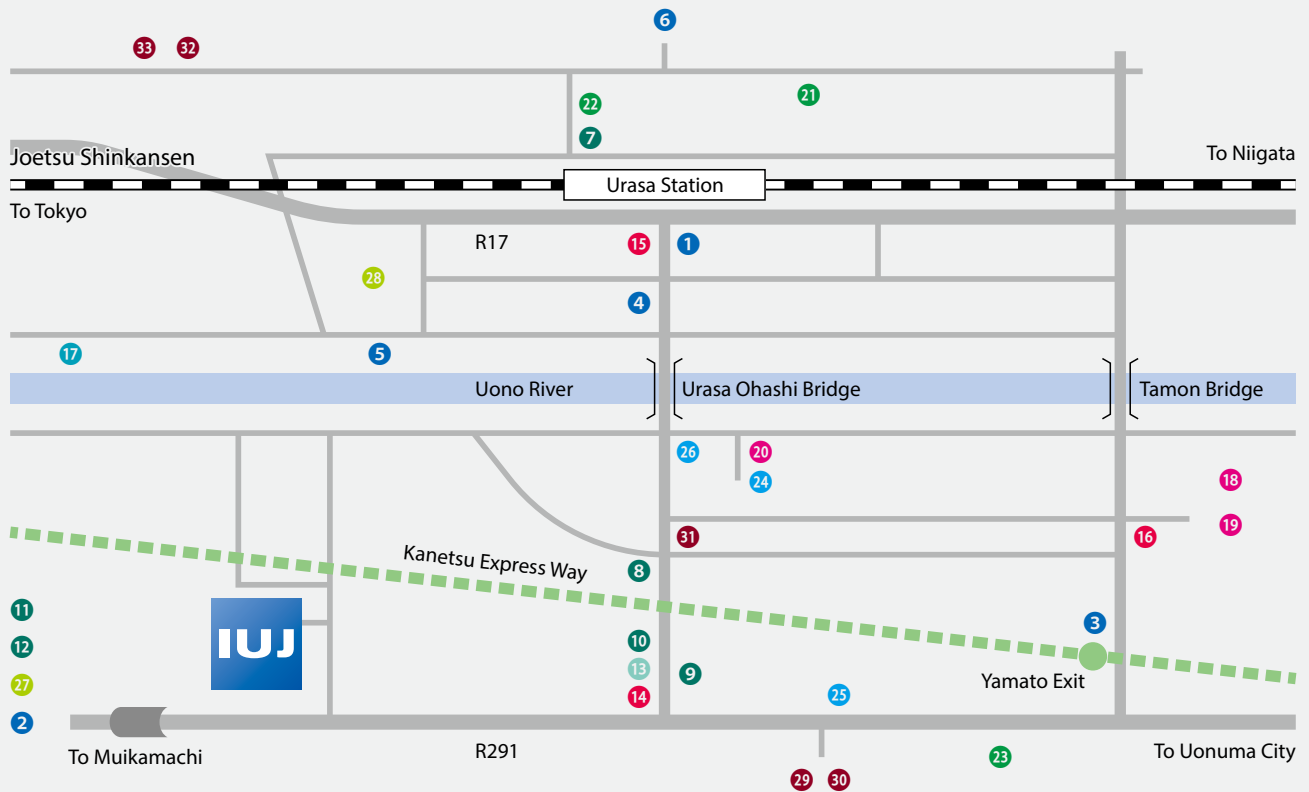 6
33 32
22 21
7
Joetsu Shinkansen
To Niigata
Urasa Station
To Tokyo
R17
15 1
28
4
17 5
Uono River
Urasa Ohashi Bridge
Tamon Bridge
26 20
24
18
31 16 19
Kanetsu Express Way
8
11
IUJ
3
12
10
13 9
27
14
25
Yamato Exit
2
To Muikamachi
R291
23
To Uonuma City
29 30